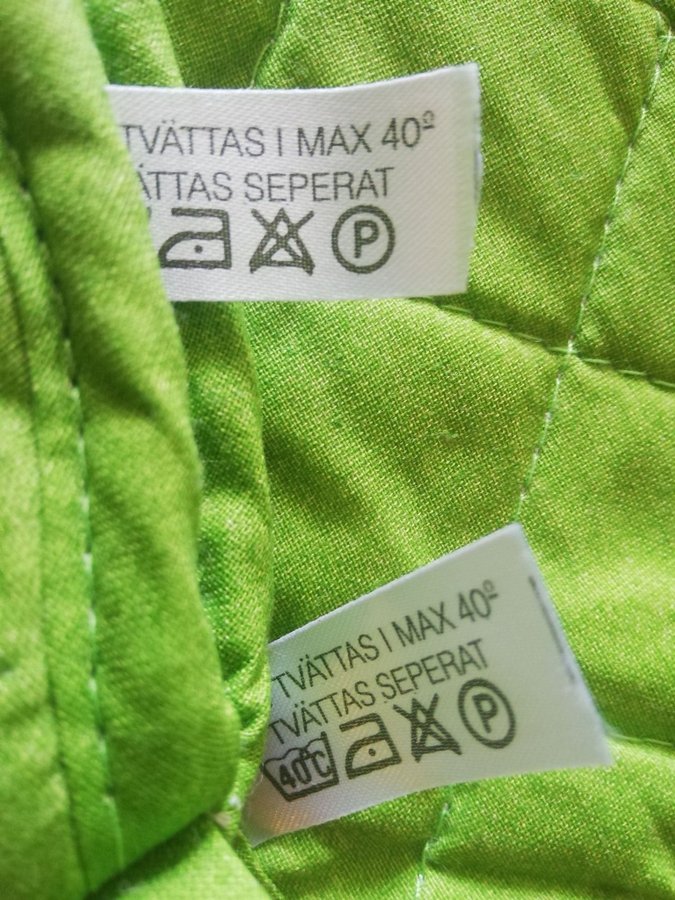 TVÄTTAS I MAX 40º
ÄTTAS SEPERAT
P
TVÄTTAS I MAX 40º
TVÄTTAS SEPERAT
40°C P